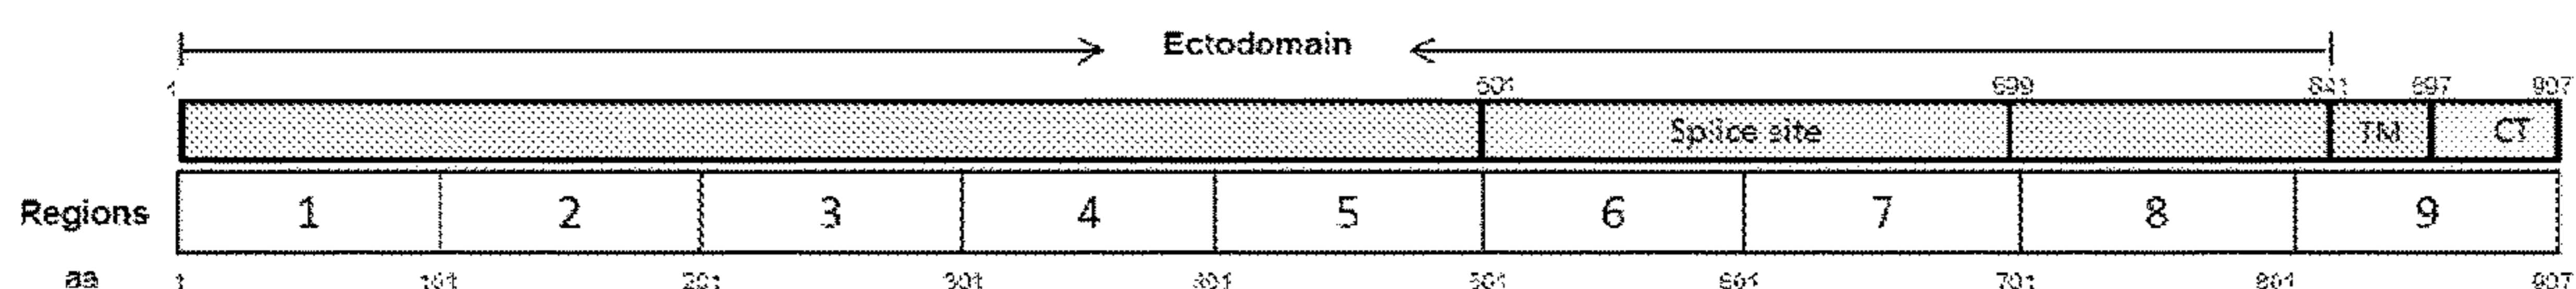 Ectodomain
1 501 699 841 907
Splice site TM CT
Regions 1 2 3 4 5 6 7 8 9
aa 1 101 201 301 401 501 601 701 801 907